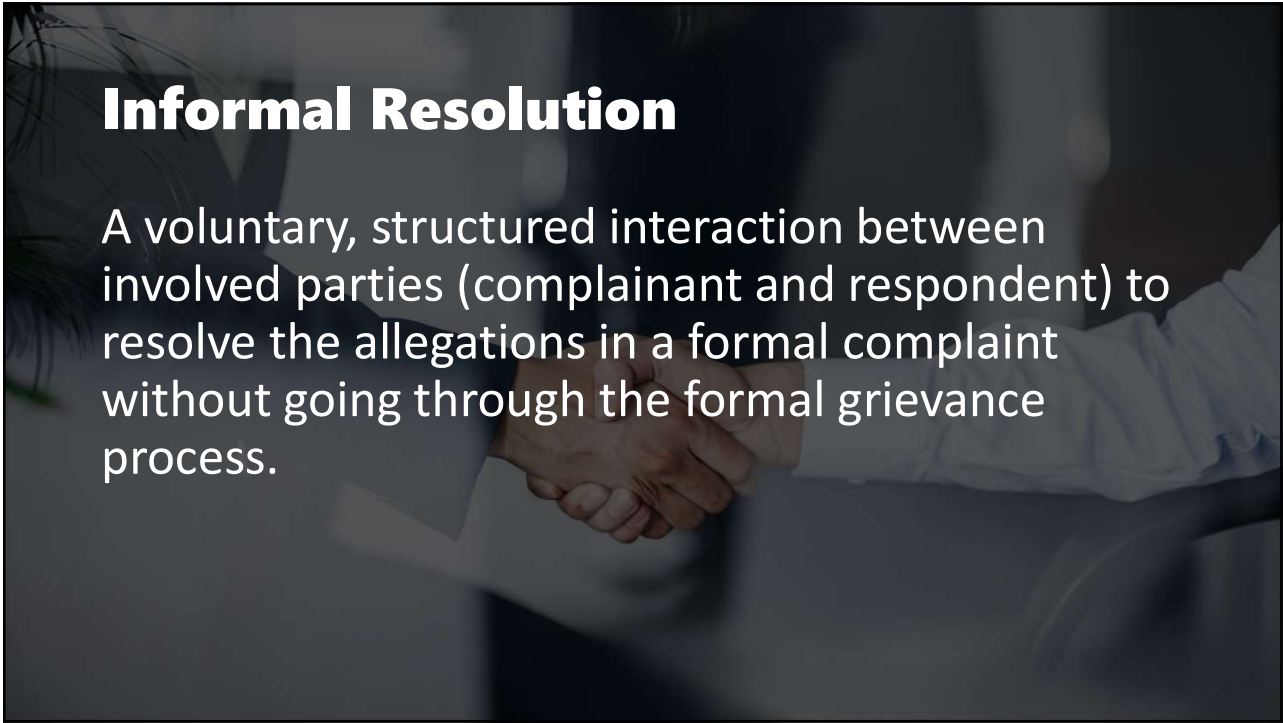 Informal Resolution
A voluntary, structured interaction between
involved parties (complainant and respondent) to
resolve the allegations in a formal complaint
without going through the formal grievance
process.